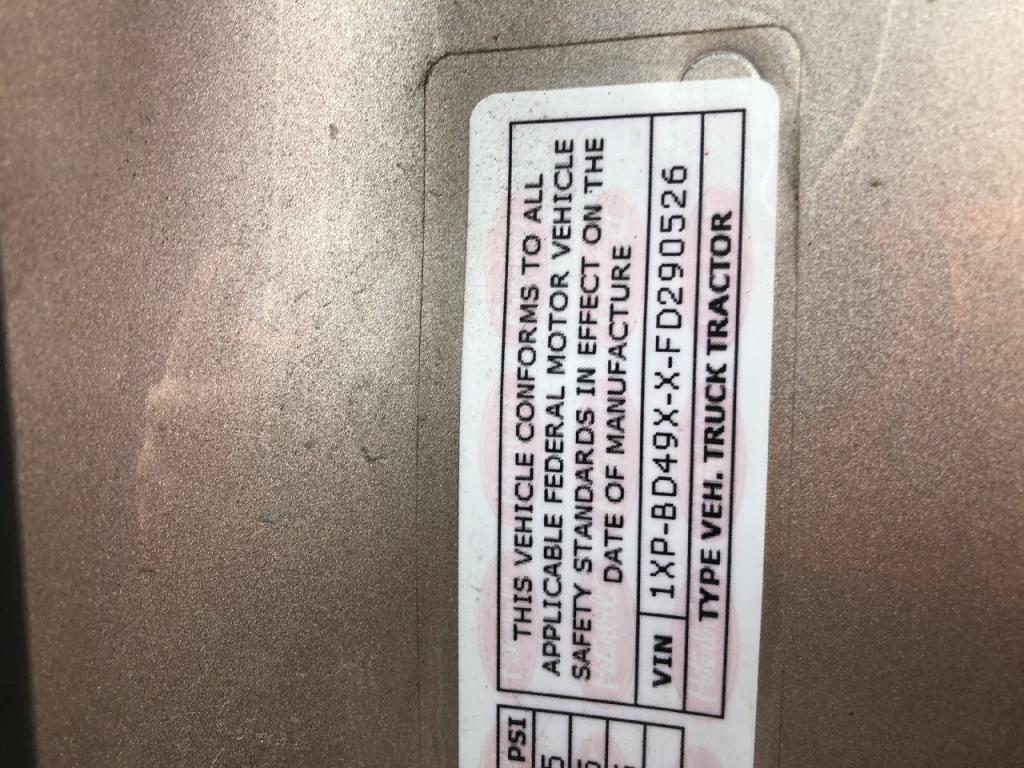 THIS VEHICLE CONFORMS TO ALL
APPLICABLE FEDERAL MOTOR VEHICLE
SAFETY STANDARDS IN EFFECT ON THE
DATE OF MANUFACTURE
VIN 1XP-BD49X-X-FD290526
TYPE VEH. TRUCK TRACTOR
PSI